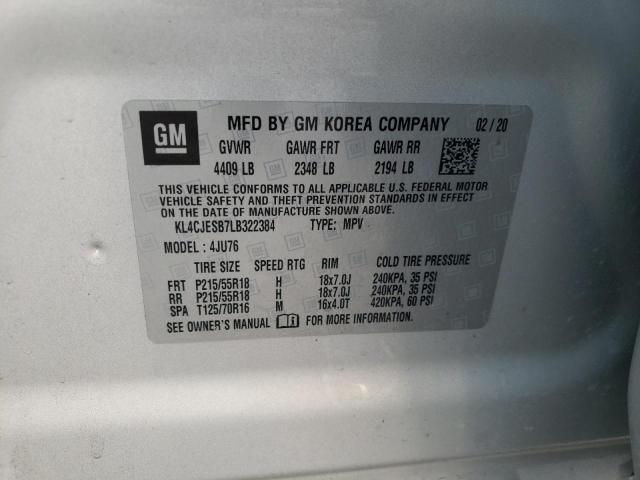 GM MFD BY GM KOREA COMPANY 02 / 20
GVWR GAWR FRT GAWR RR
4409 LB 2348 LB 2194 LB
THIS VEHICLE CONFORMS TO ALL APPLICABLE U.S. FEDERAL MOTOR
VEHICLE SAFETY AND THEFT PREVENTION STANDARDS IN EFFECT
ON THE DATE OF MANUFACTURE SHOWN ABOVE.
KL4CJESB7LB322384 TYPE: MPV
MODEL : 4JU76
TIRE SIZE SPEED RTG RIM COLD TIRE PRESSURE
FRT P215/55R18 H 18x7.0J 240KPA, 35 PSI
RR P215/55R18 H 18x7.0J 240KPA, 35 PSI
SPA T125/70R16 M 16x4.0T 420KPA, 60 PSI
SEE OWNER'S MANUAL FOR MORE INFORMATION.